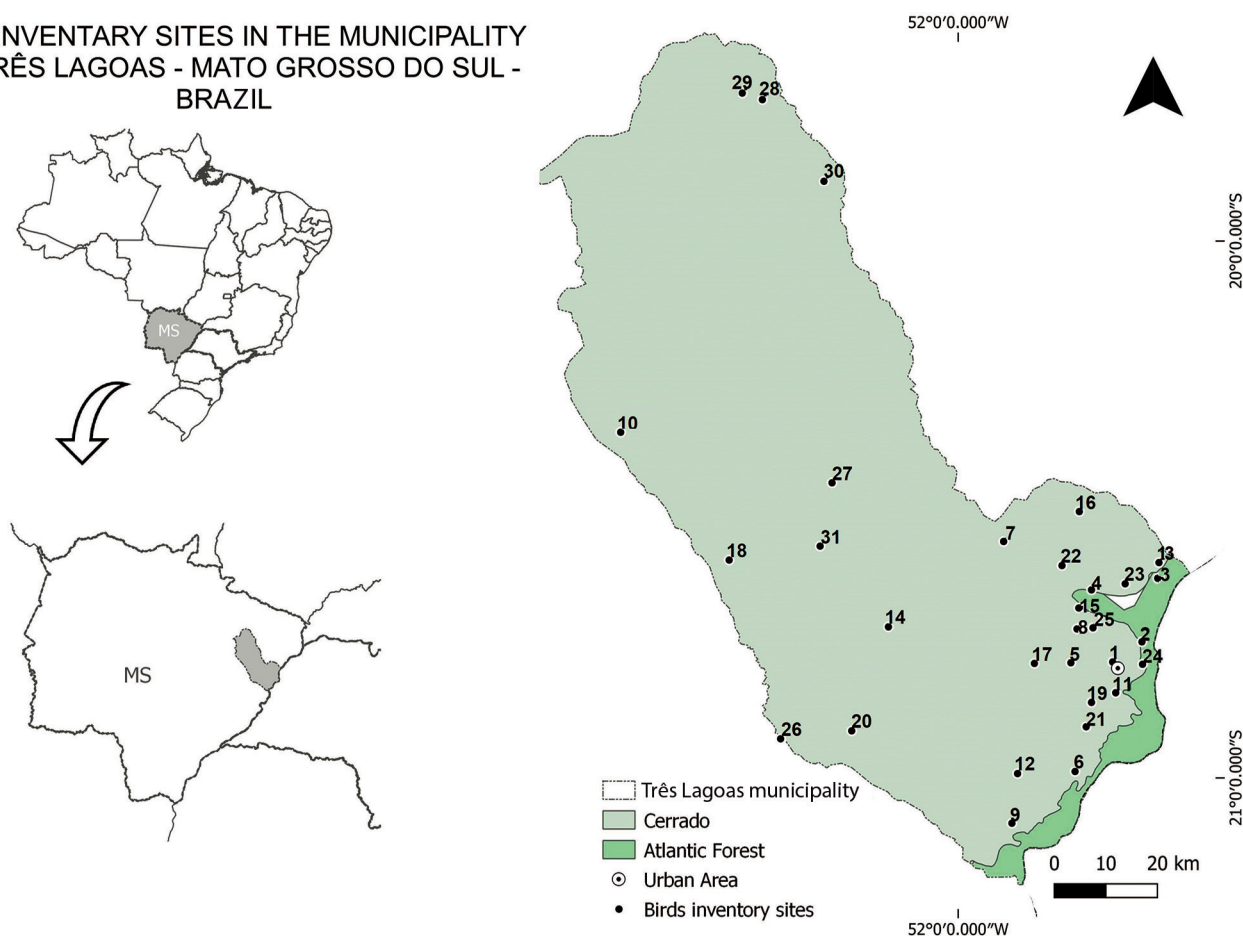 NVENTARY SITES IN THE MUNICIPALITY
RÊS LAGOAS - MATO GROSSO DO SUL -
BRAZIL
52°0′0.000″W
29
28
30
20°0′0.000″S
MS
10
27
16
7
31
18
22
13
3
23
4
15
14
8
25
2
17
5
1
24
11
19
21
26
20
12
6
21°0′0.000″S
9
MS
Três Lagoas municipality
Cerrado
Atlantic Forest
Urban Area
Birds inventory sites
0 10 20 km
52°0′0.000″W